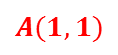 A(1, 1)